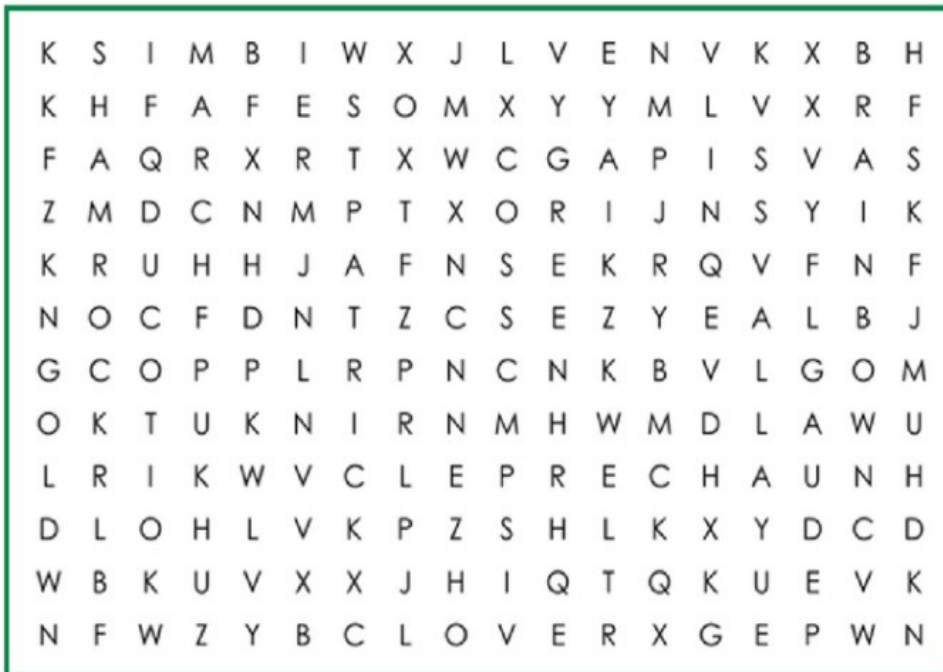 K S I M B I W X J L V E N V K X B H
K H F A F E S O M X Y Y M L V X R F
F A Q R X R T X W C G A P I S V A S
Z M D C N M P T X O R I J N S Y I K
K R U H H J A F N S E K R Q V F N F
N O C F D N T Z C S E Z Y E A L B J
G C O P P L R P N C N K B V L G O M
O K T U K N I R N M H W M D L A W U
L R I K W V C L E P R E C H A U N H
D L O H L V K P Z S H L K X Y D C D
W B K U V X X J H I Q T Q K U E V K
N F W Z Y B C L O V E R X G E P W N